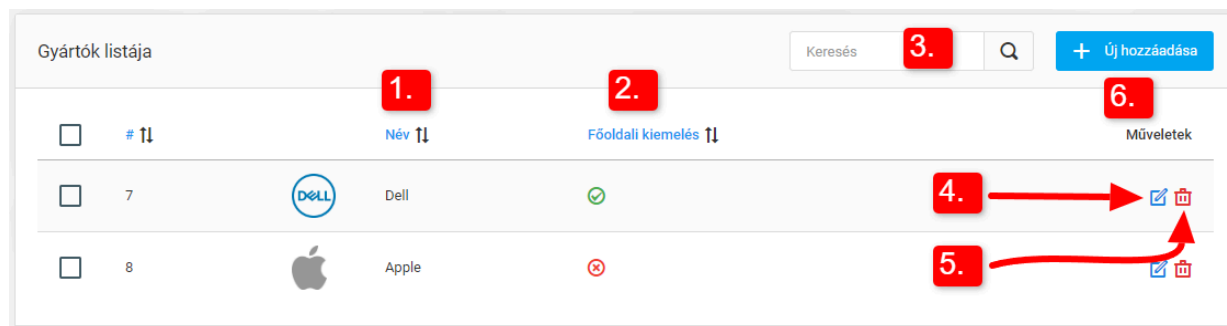 Gyártók listája
Keresés 3.
Új hozzáadása
1. 2. 6.
# Név Főoldali kiemelés Műveletek
7 DELL Dell 4.
8 Apple 5.